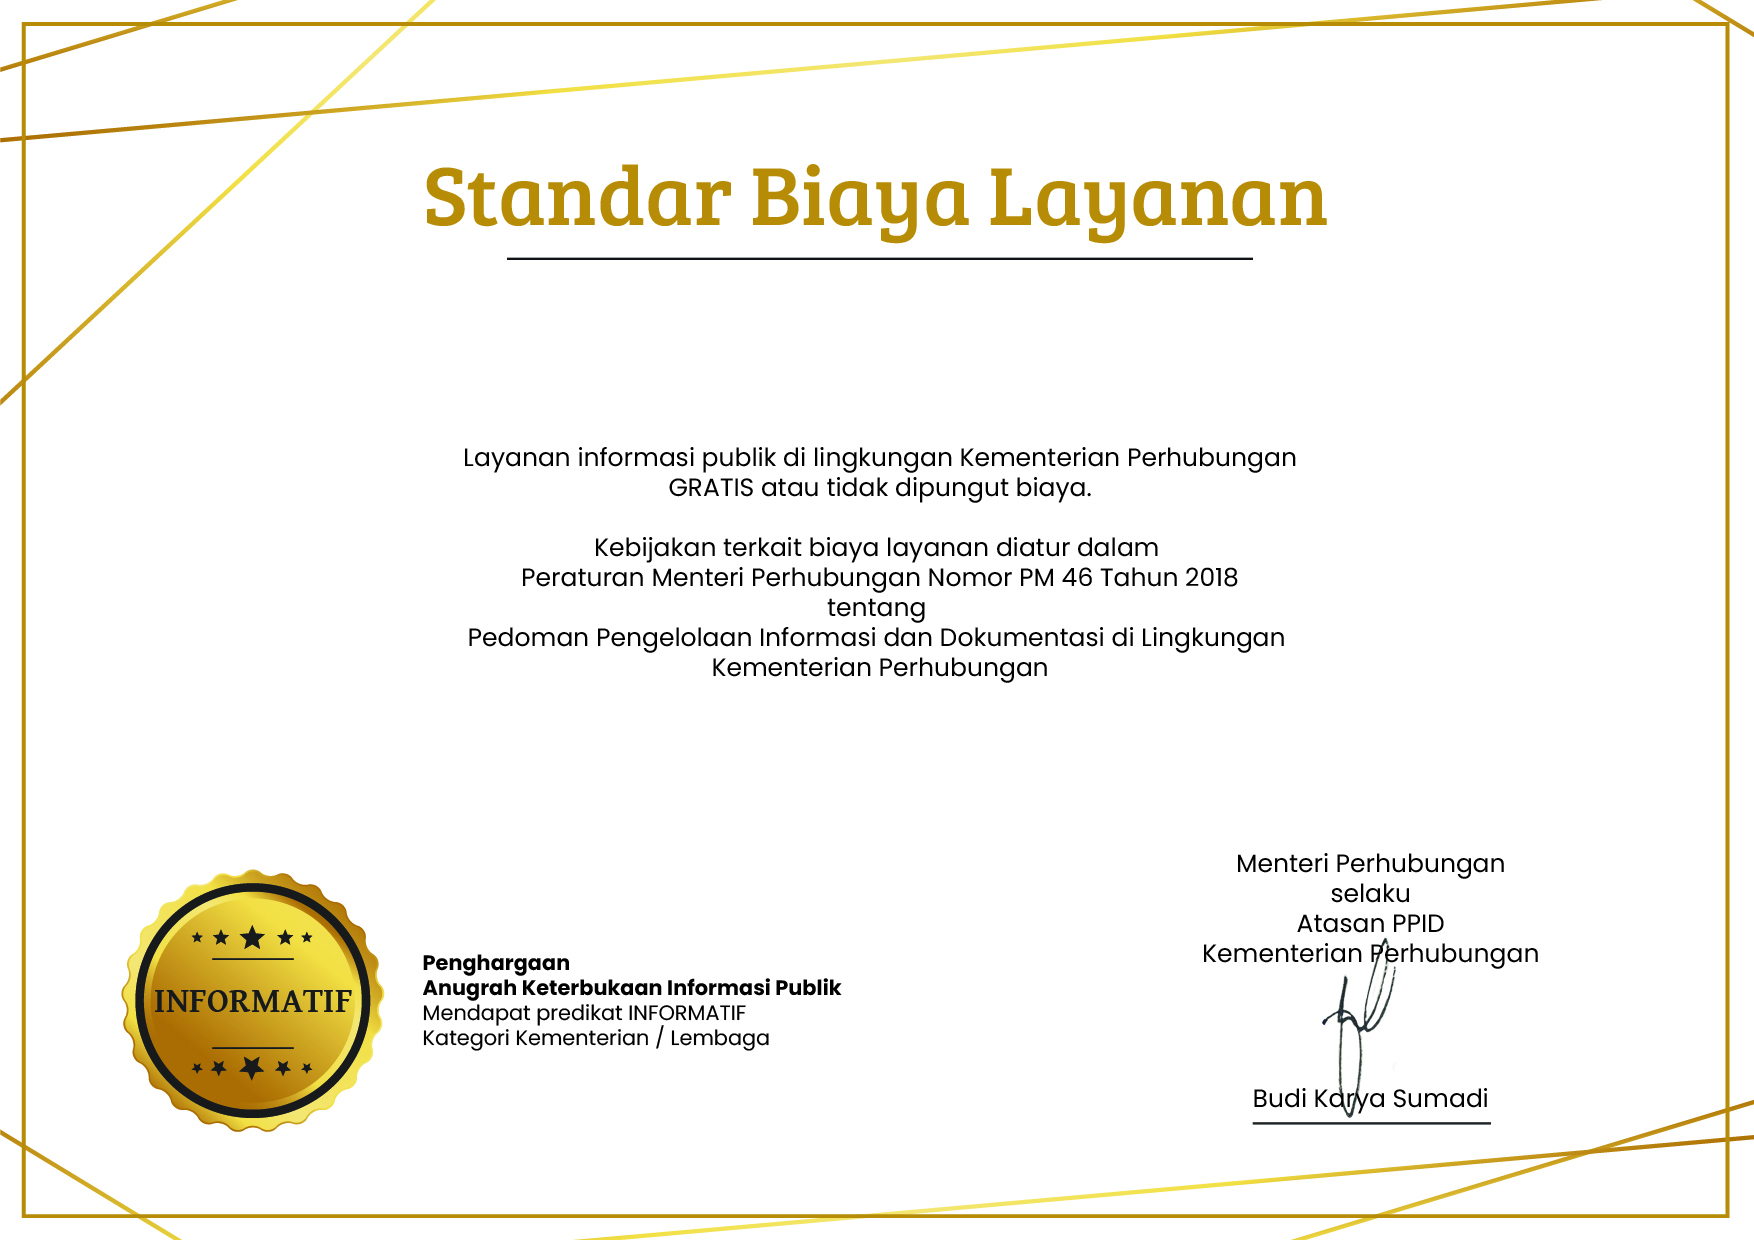 Standar Biaya Layanan
Layanan informasi publik di lingkungan Kementerian Perhubungan
GRATIS atau tidak dipungut biaya.
Kebijakan terkait biaya layanan diatur dalam
Peraturan Menteri Perhubungan Nomor PM 46 Tahun 2018
tentang
Pedoman Pengelolaan Informasi dan Dokumentasi di Lingkungan
Kementerian Perhubungan
INFORMATIF
Penghargaan
Anugrah Keterbukaan Informasi Publik
Mendapat predikat INFORMATIF
Kategori Kementerian / Lembaga
Menteri Perhubungan
selaku
Atasan PPID
Kementerian Perhubungan
Budi Karya Sumadi